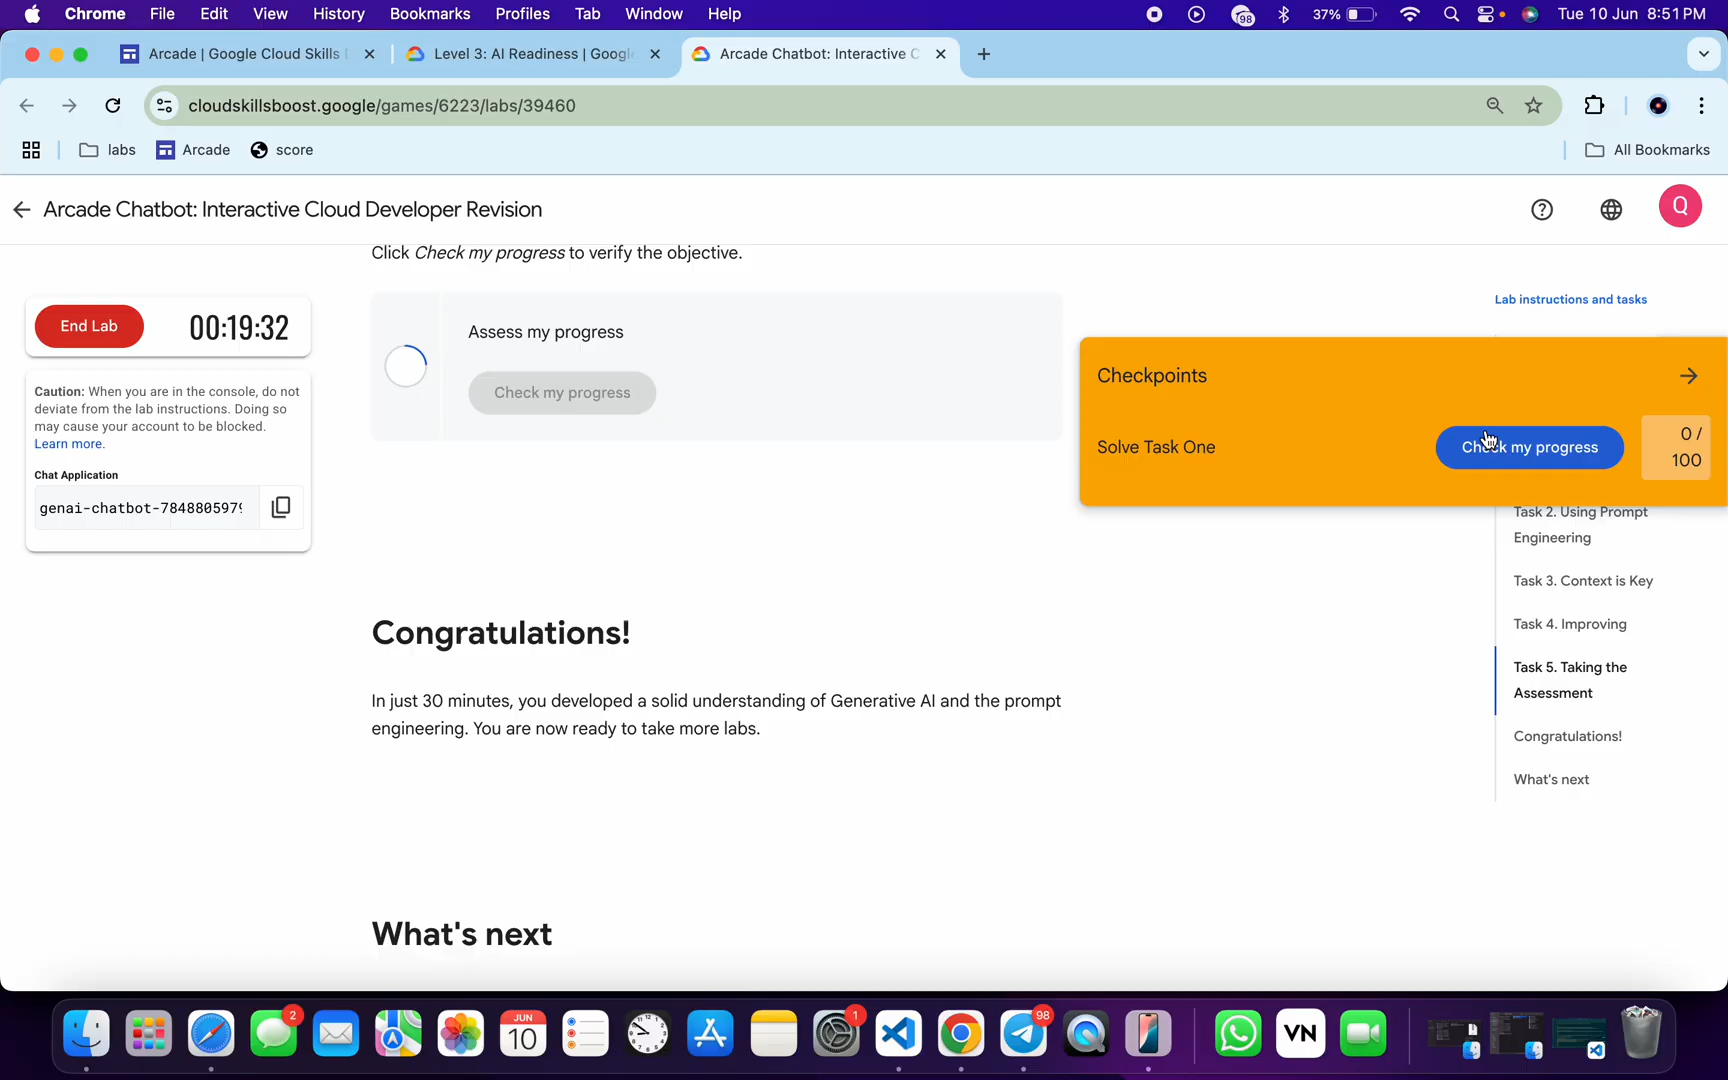 Chrome File Edit View History Bookmarks Profiles Tab Window Help 98 37% Tue 10 Jun 8:51 PM
Arcade | Google Cloud Skills Level 3: AI Readiness | Google Arcade Chatbot: Interactive C
cloudskillsboost.google/games/6223/labs/39460
labs Arcade score All Bookmarks
Arcade Chatbot: Interactive Cloud Developer Revision Q
Click Check my progress to verify the objective.
Lab instructions and tasks
End Lab 00:19:32
Assess my progress
Check my progress
Checkpoints
Solve Task One Check my progress 0 /
100
Caution: When you are in the console, do not
deviate from the lab instructions. Doing so
may cause your account to be blocked.
Learn more.
Chat Application
genai-chatbot-7848805979
Task 2. Using Prompt
Engineering
Task 3. Context is Key
Task 4. Improving
Task 5. Taking the
Assessment
Congratulations!
What's next
Congratulations!
In just 30 minutes, you developed a solid understanding of Generative AI and the prompt
engineering. You are now ready to take more labs.
What's next
2 JUN 10 1 98 VN